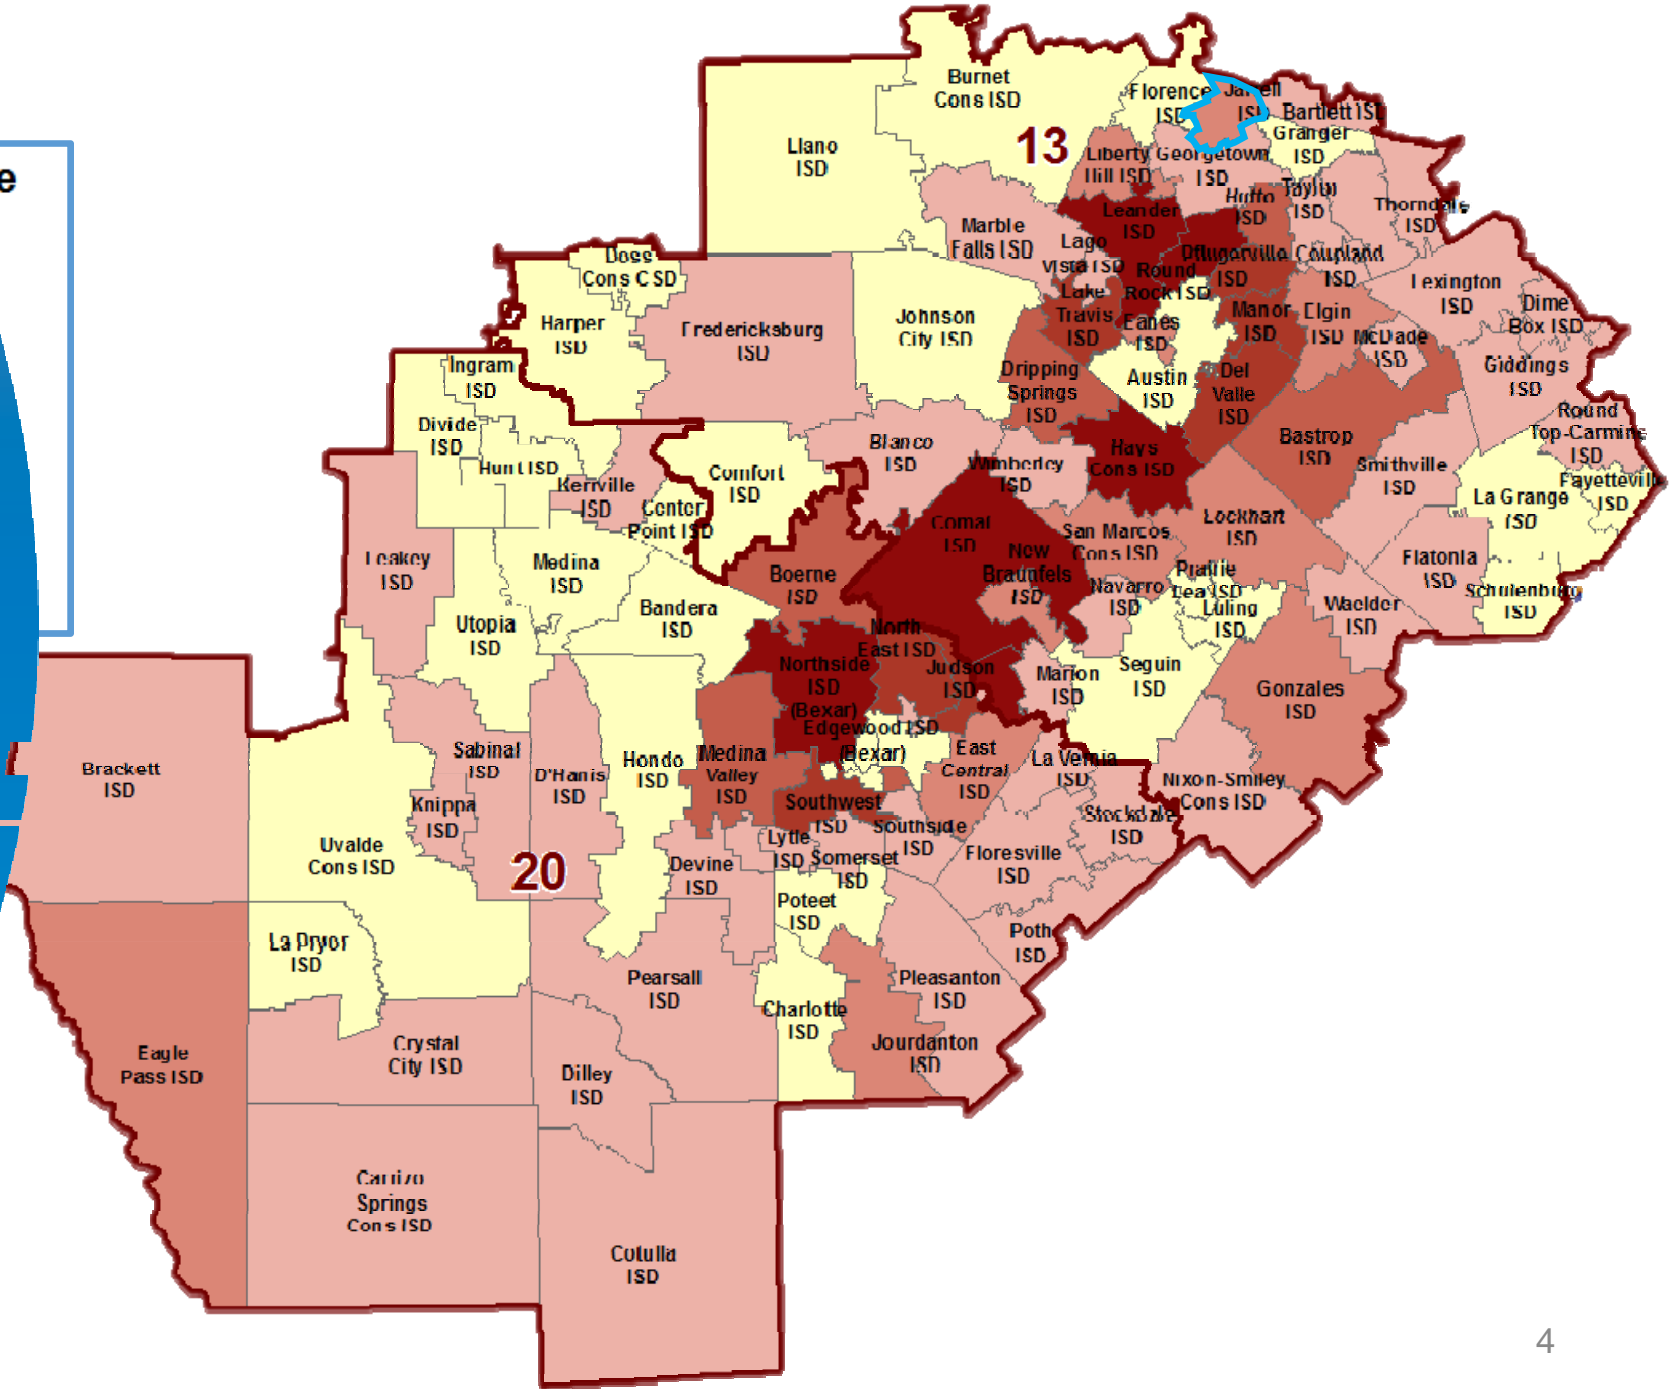 e
Burnet
Cons ISD
Florence
ISD
Jarrell
ISD
Bartlett ISD
Granger
ISD
13
Llano
ISD
Liberty
Hill ISD
Georgetown
ISD
Hutto
ISD
Taylor
ISD
Thorndale
ISD
Leander
ISD
Marble
Falls ISD
Lago
Vista ISD
Round
Rock ISD
Pflugerville
ISD
Coupland
ISD
Lexington
ISD
Dime
Box ISD
Doss
Cons CSD
Harper
ISD
Fredericksburg
ISD
Johnson
City ISD
Lake
Travis
ISD
Eanes
ISD
Manor
ISD
Elgin
ISD
McDade
ISD
Giddings
ISD
Ingram
ISD
Dripping
Springs
ISD
Austin
ISD
Del
Valle
ISD
Round
Top-Carmine
ISD
Divide
ISD
Hunt ISD
Blanco
ISD
Hays
Cons ISD
Bastrop
ISD
Smithville
ISD
Fayetteville
ISD
La Grange
ISD
Kerrville
ISD
Center
Point ISD
Comfort
ISD
Wimberley
ISD
Comal
ISD
San Marcos
Cons ISD
Lockhart
ISD
Flatonia
ISD
Leakey
ISD
Medina
ISD
Boerne
ISD
New
Braunfels
ISD
Navarro
ISD
Prairie
Lea ISD
Luling
ISD
Waelder
ISD
Schulenburg
ISD
Utopia
ISD
Bandera
ISD
North
East ISD
Northside
ISD
(Bexar)
Judson
ISD
Marion
ISD
Seguin
ISD
Gonzales
ISD
Edgewood ISD
(Bexar)
Brackett
ISD
Sabinal
ISD
D'Hanis
ISD
Hondo
ISD
Medina
Valley
ISD
East
Central
ISD
La Vernia
ISD
Nixon-Smiley
Cons ISD
Knippa
ISD
Southwest
ISD
Southside
ISD
Stockdale
ISD
Uvalde
Cons ISD
20
Devine
ISD
Lytle
ISD
Somerset
ISD
Floresville
ISD
Poteet
ISD
Poth
ISD
La Pryor
ISD
Pearsall
ISD
Pleasanton
ISD
Charlotte
ISD
Jourdanton
ISD
Eagle
Pass ISD
Crystal
City ISD
Dilley
ISD
Carrizo
Springs
Cons ISD
Cotulla
ISD
4